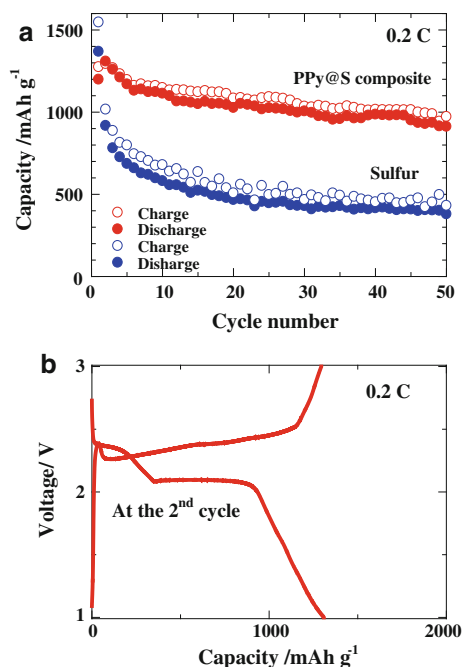 a
0.2 C
1500
PPy@S composite
1000
Capacity /mAh g-1
Sulfur
500
Charge
Discharge
Charge
Disharge
0
0 10 20 30 40 50
Cycle number
b
3
0.2 C
Voltage/ V
2
At the 2nd cycle
1
0 1000 2000
Capacity/mAh g-1